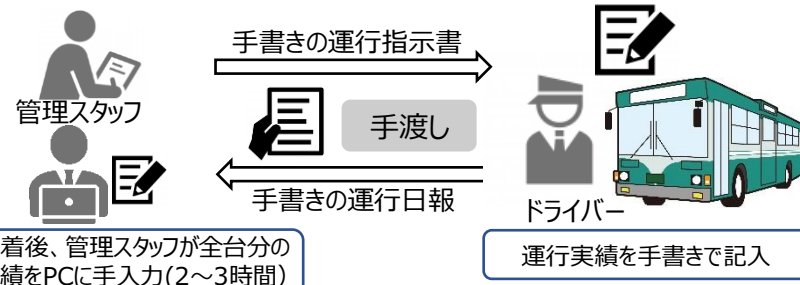 手書きの運行指示書
管理スタッフ
手渡し
手書きの運行日報
ドライバー
着後、管理スタッフが全台分の
績をPCに手入力(2～3時間)
運行実績を手書きで記入